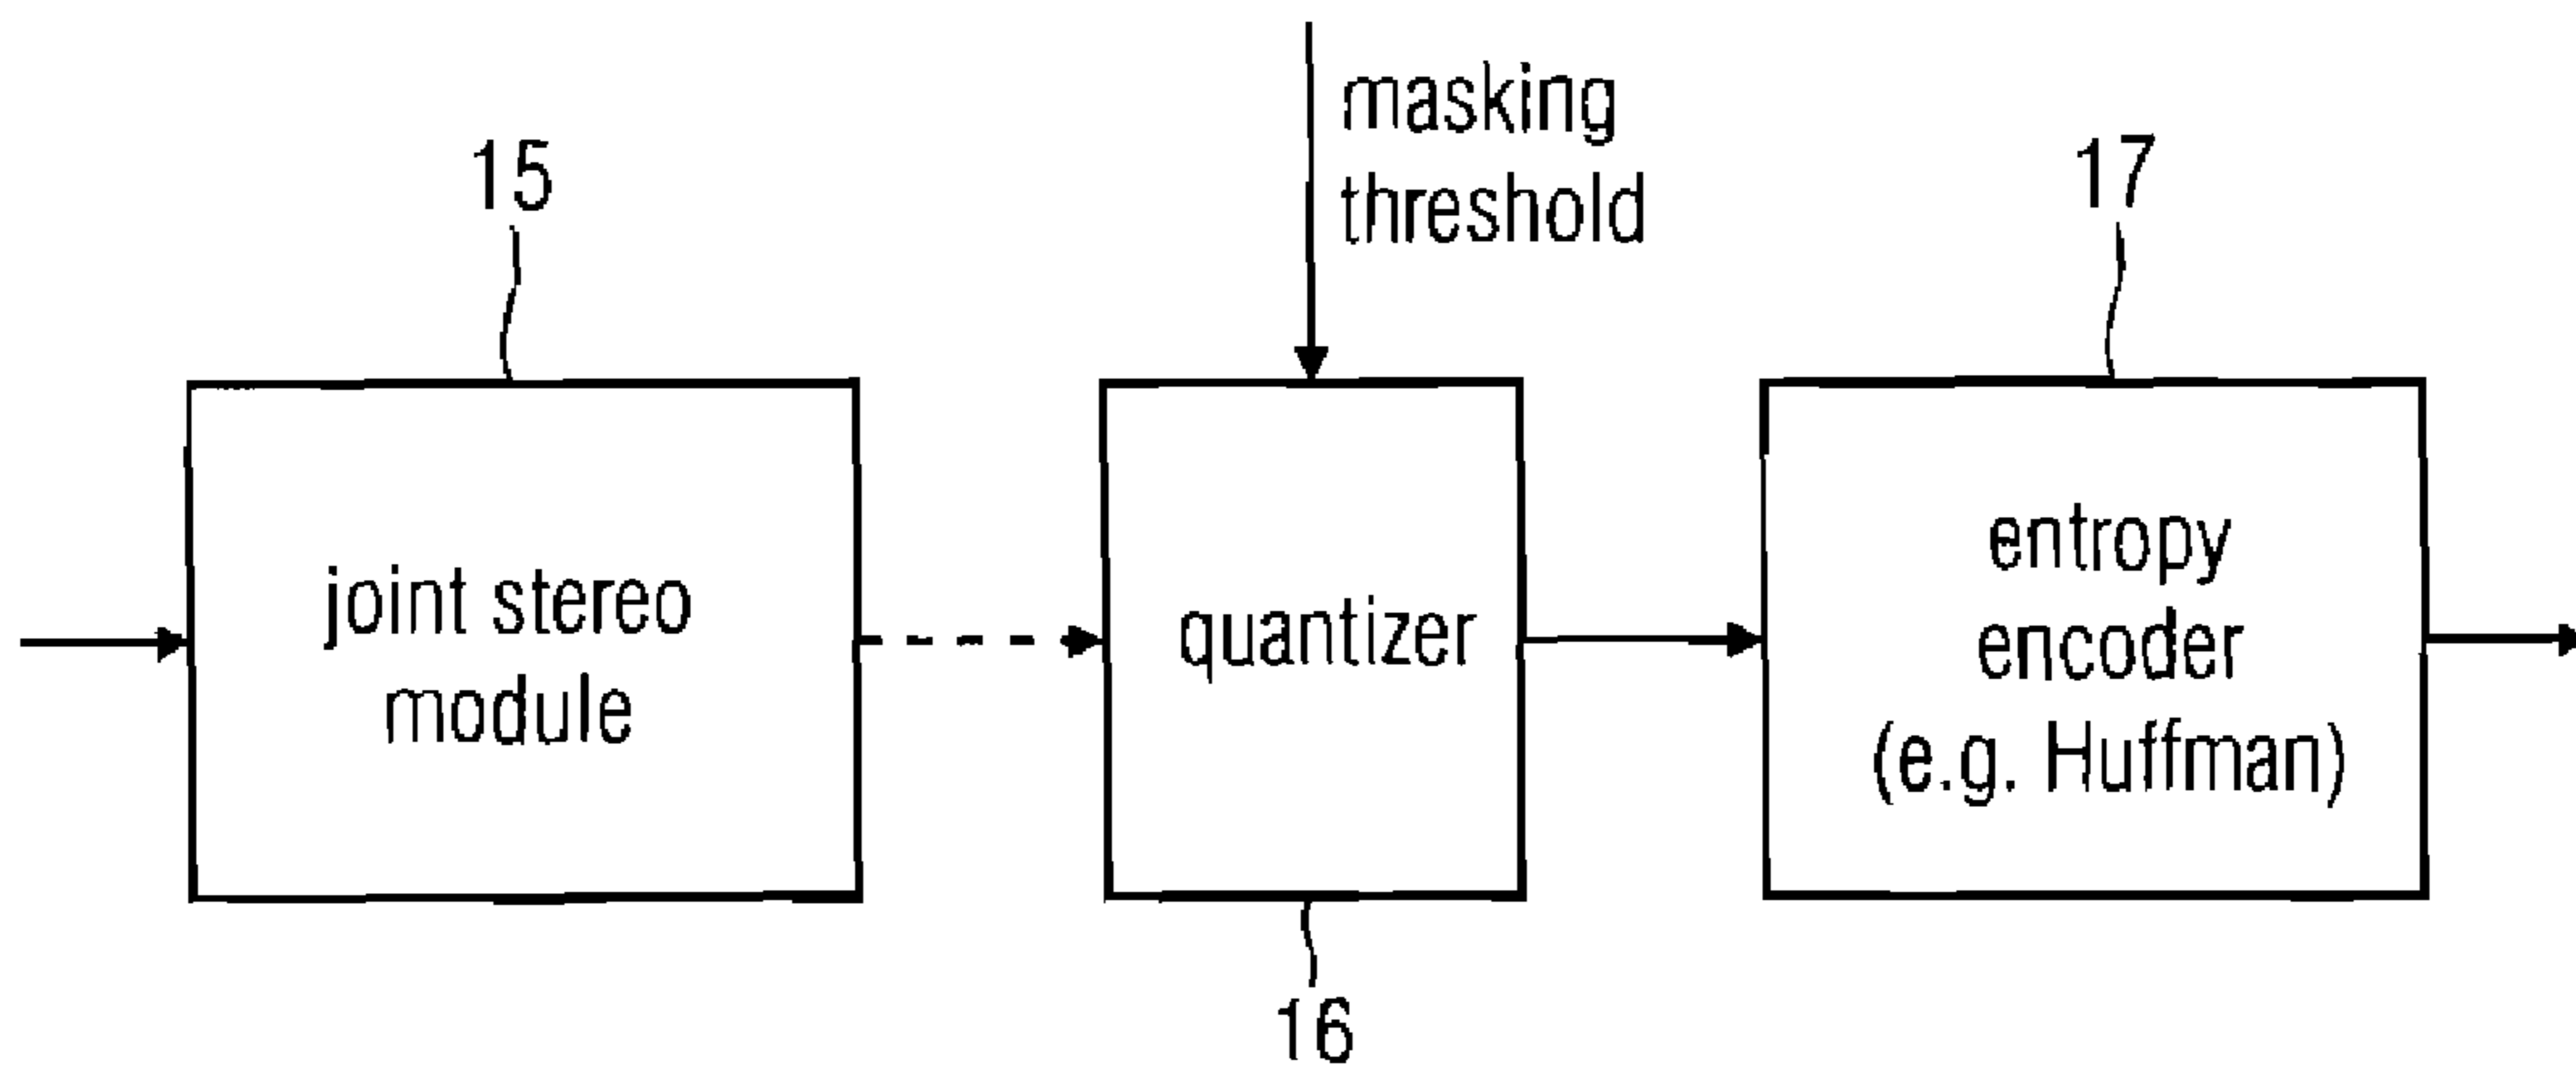 masking
threshold
15
17
joint stereo
module
quantizer
entropy
encoder
(e.g. Huffman)
16